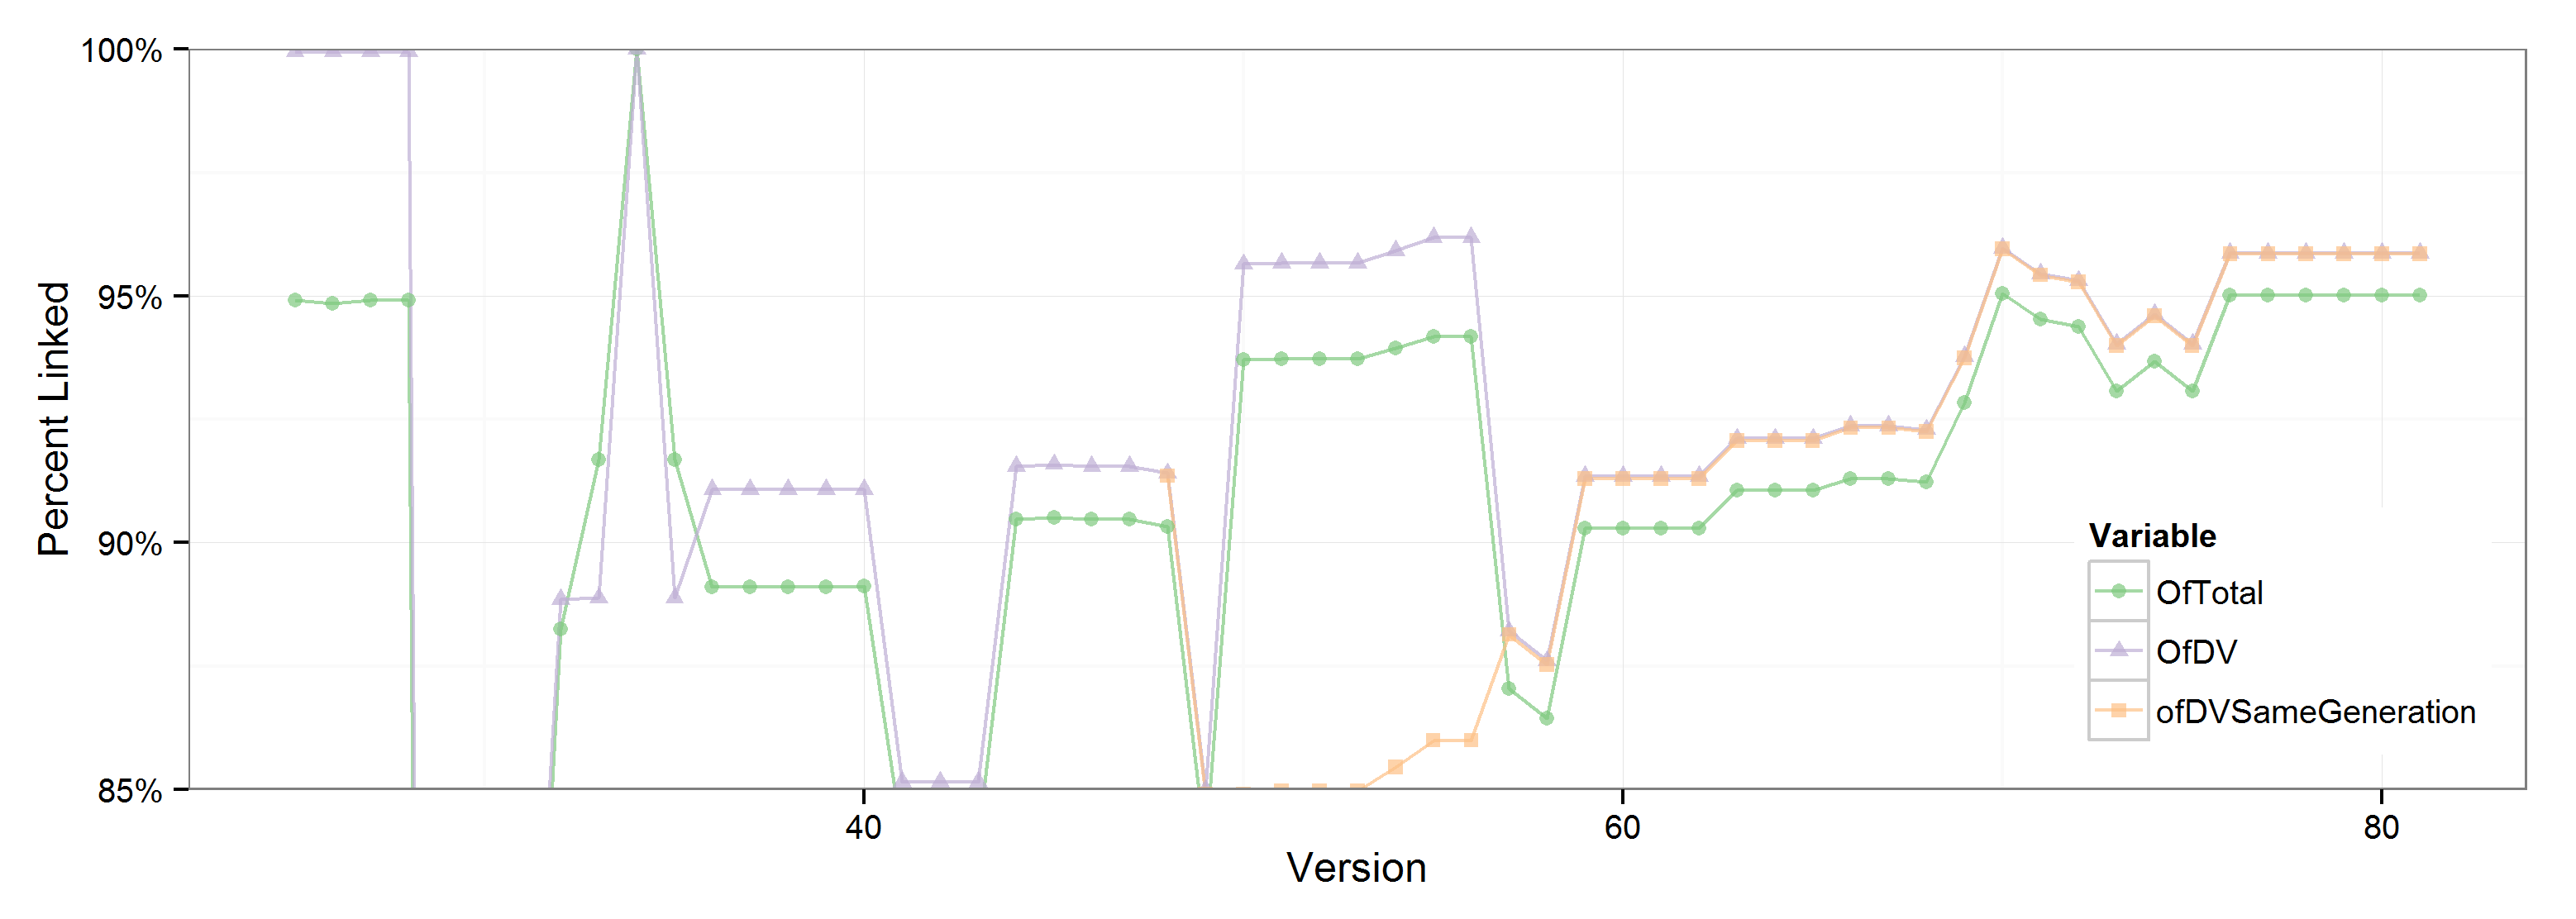 100%
95%
90%
85%
Percent Linked
40
60
80
Version
Variable
OfTotal
OfDV
ofDVSameGeneration